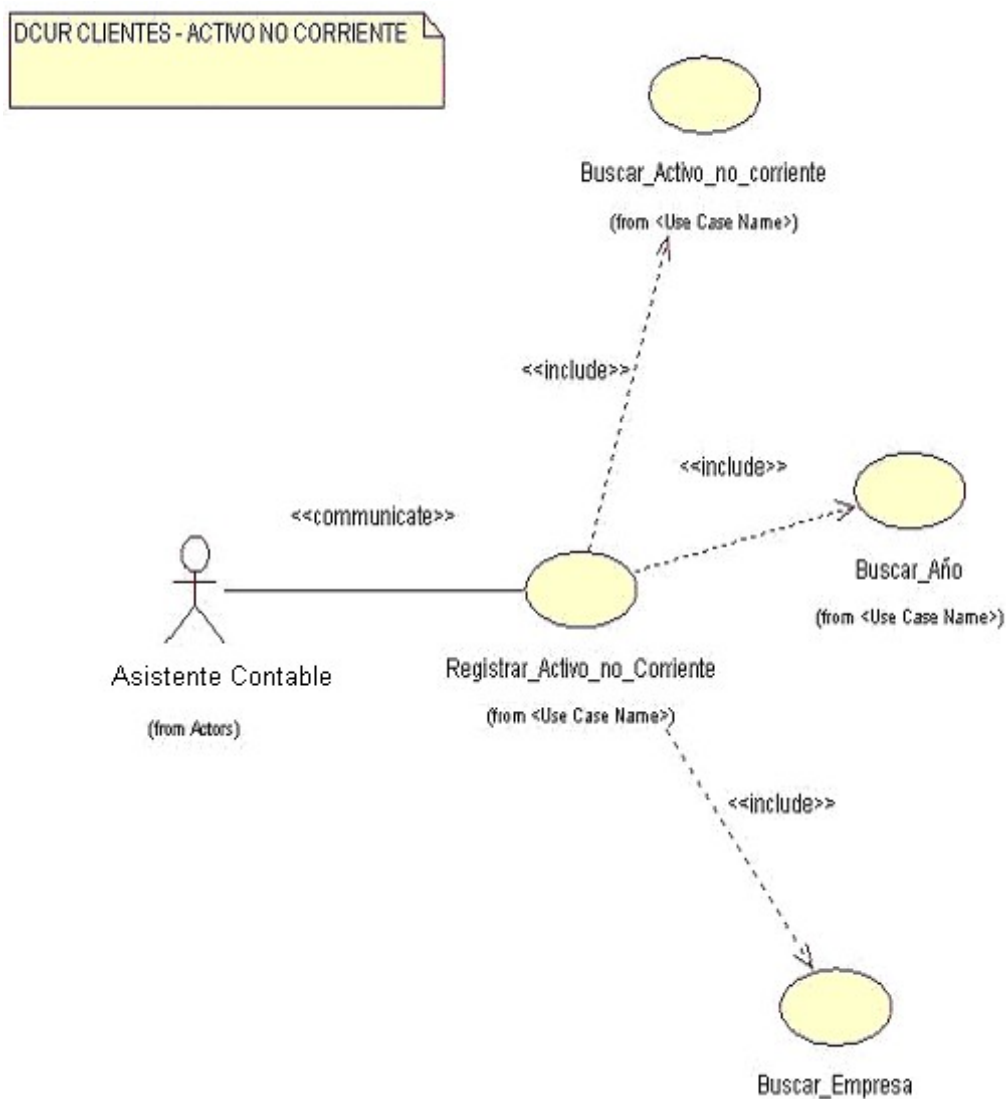 DCUR CLIENTES - ACTIVO NO CORRIENTE
Buscar_Activo_no_corriente
(from <Use Case Name>)
<<include>>
<<include>>
<<communicate>>
Buscar_Año
(from <Use Case Name>)
Asistente Contable
(from Actors)
Registrar_Activo_no_Corriente
(from <Use Case Name>)
<<include>>
Buscar_Empresa